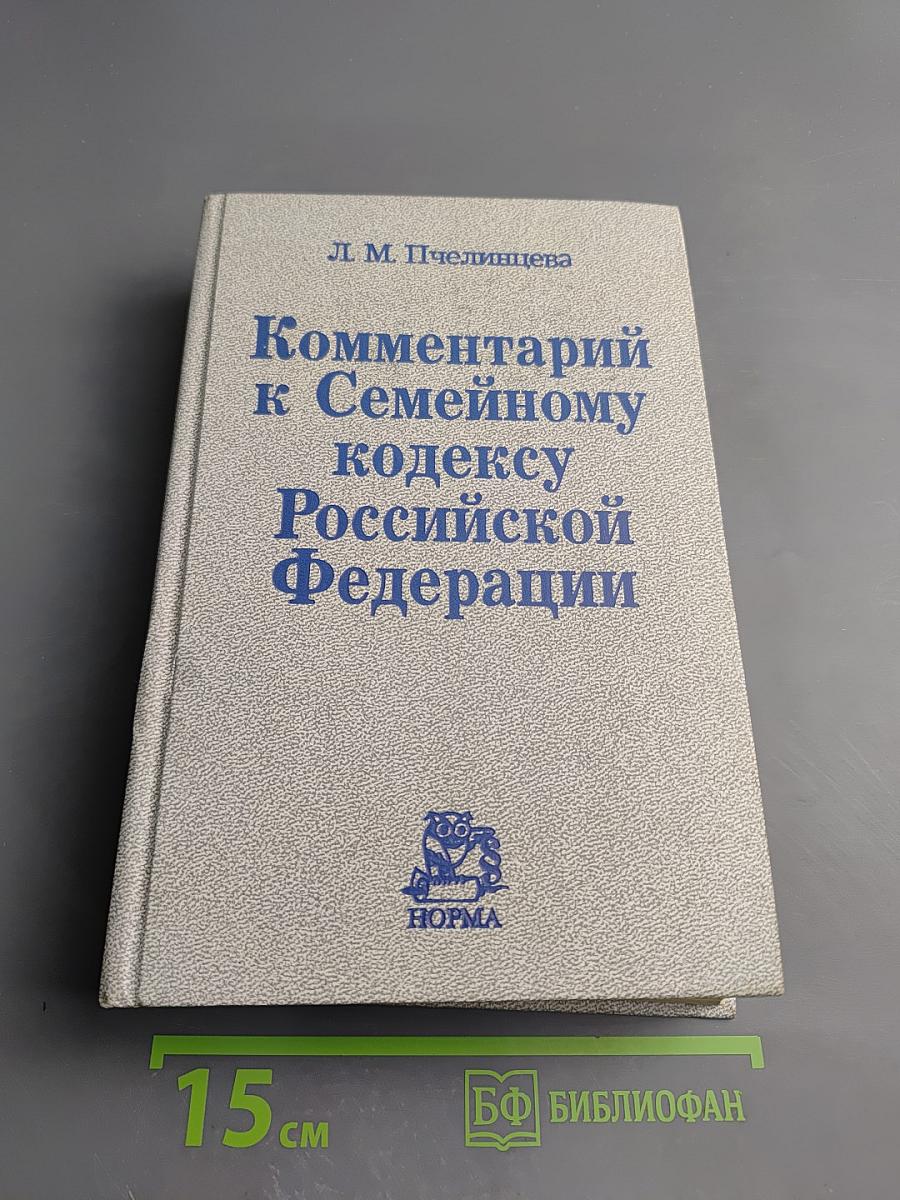 Л. М. Пчелинцева
Комментарий
к Семейному
кодексу
Российской
Федерации
НОРМА
15 см
БФ БИБЛИОФАН